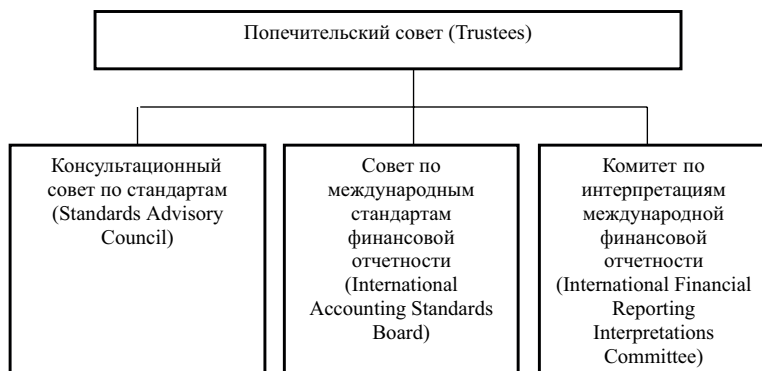 Попечительский совет (Trustees)
Консультационный
совет по стандартам
(Standards Advisory
Council)
Совет по
международным
стандартам
финансовой
отчетности
(International
Accounting Standards
Board)
Комитет по
интерпретациям
международной
финансовой
отчетности
(International Financial
Reporting
Interpretations
Committee)